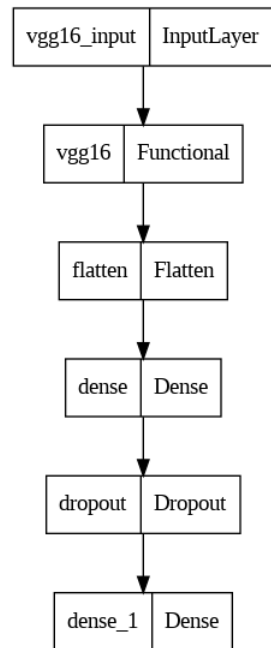 vgg16_input InputLayer
vgg16 Functional
flatten Flatten
dense Dense
dropout Dropout
dense_1 Dense